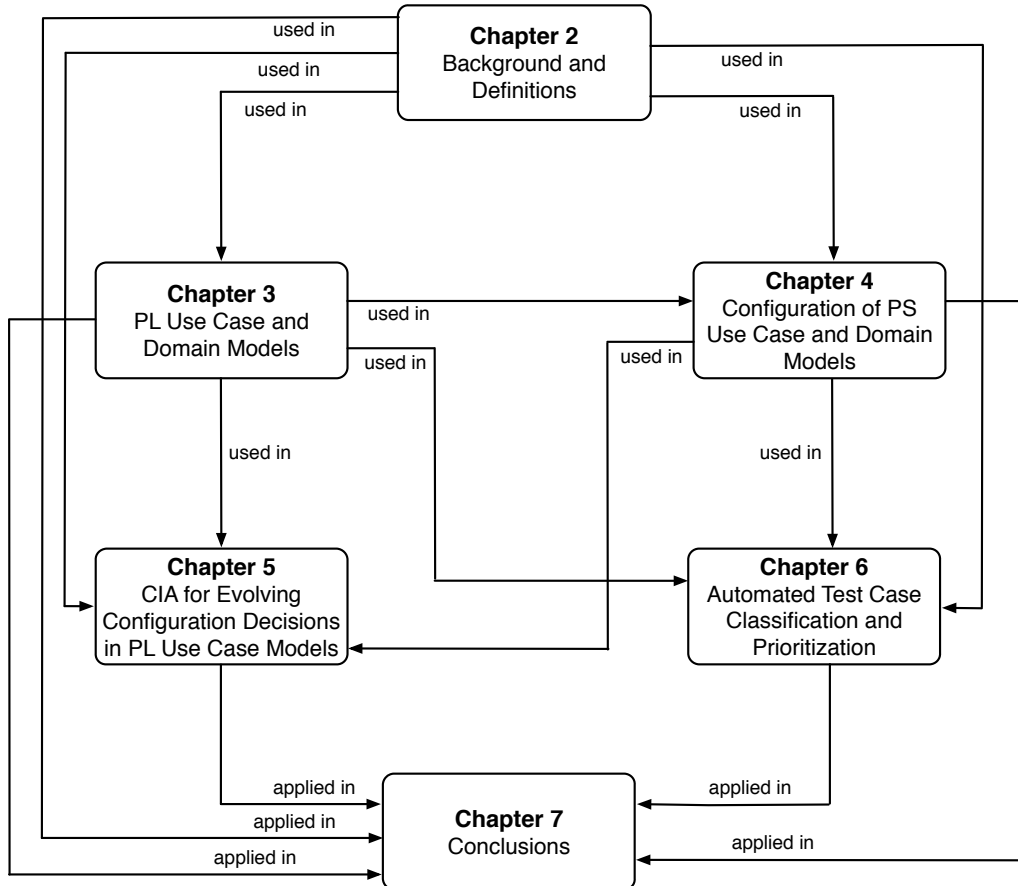 used in
Chapter 2
Background and
Definitions
used in
used in
used in
used in
used in
Chapter 3
PL Use Case and
Domain Models
Chapter 4
Configuration of PS
Use Case and Domain
Models
used in
used in
used in
used in
used in
Chapter 5
CIA for Evolving
Configuration Decisions
in PL Use Case Models
Chapter 6
Automated Test Case
Classification and
Prioritization
applied in
applied in
Chapter 7
Conclusions
applied in
applied in
applied in